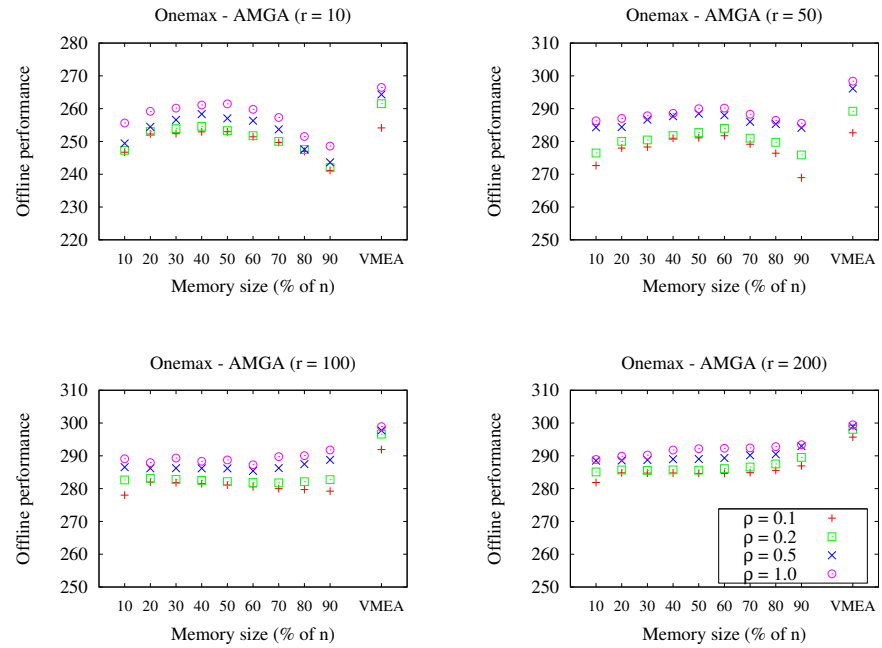 Onemax - AMGA (r = 10)
280
270
260
250
240
230
220
Offline performance
10 20 30 40 50 60 70 80 90 VMEA
Memory size (% of n)
Onemax - AMGA (r = 50)
310
300
290
280
270
260
250
Offline performance
10 20 30 40 50 60 70 80 90 VMEA
Memory size (% of n)
Onemax - AMGA (r = 100)
310
300
290
280
270
260
250
Offline performance
10 20 30 40 50 60 70 80 90 VMEA
Memory size (% of n)
Onemax - AMGA (r = 200)
310
300
290
280
270
260
250
Offline performance
ρ = 0.1
ρ = 0.2
ρ = 0.5
ρ = 1.0
10 20 30 40 50 60 70 80 90 VMEA
Memory size (% of n)